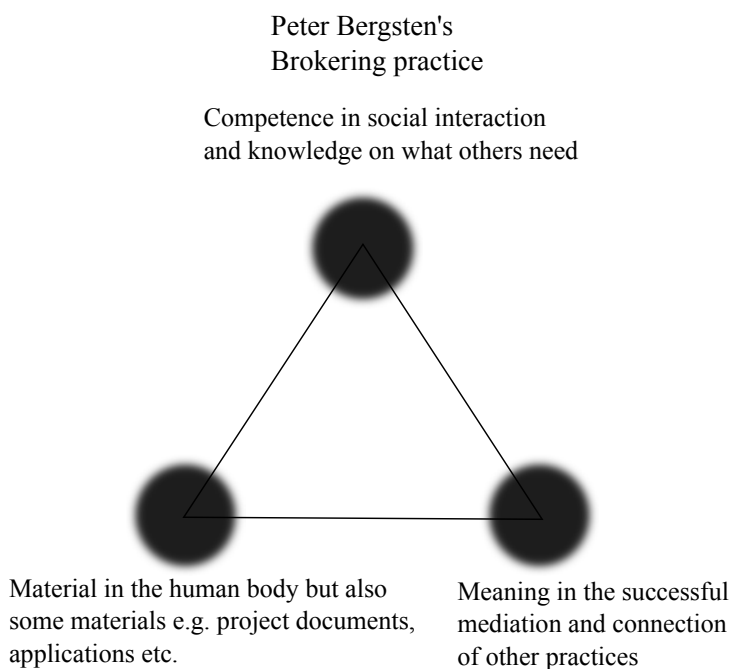 Peter Bergsten's
Brokering practice
Competence in social interaction
and knowledge on what others need
Material in the human body but also
some materials e.g. project documents,
applications etc.
Meaning in the successful
mediation and connection
of other practices